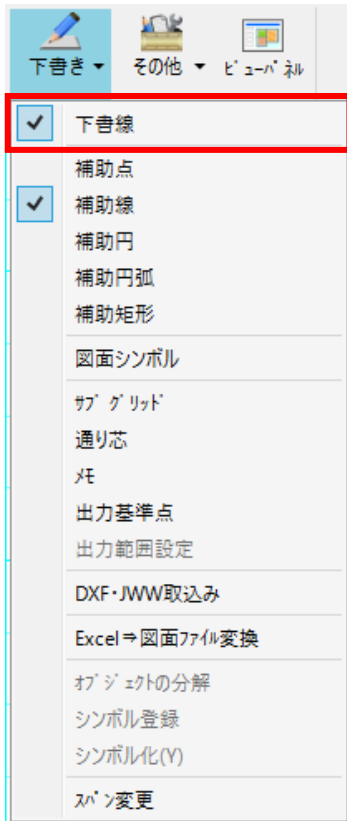 下書き その他 ﾋﾞｭｰﾊﾟﾈﾙ
下書線
補助点
補助線
補助円
補助円弧
補助矩形
図面シンボル
ｻﾌﾞｸﾞﾘｯﾄﾞ
通り芯
ﾒﾓ
出力基準点
出力範囲設定
DXF・JWW取込み
Excel⇒図面ﾌｧｲﾙ変換
ｵﾌﾞｼﾞｪｸﾄの分解
シンボル登録
シンボル化(Y)
ｽﾊﾟﾝ変更